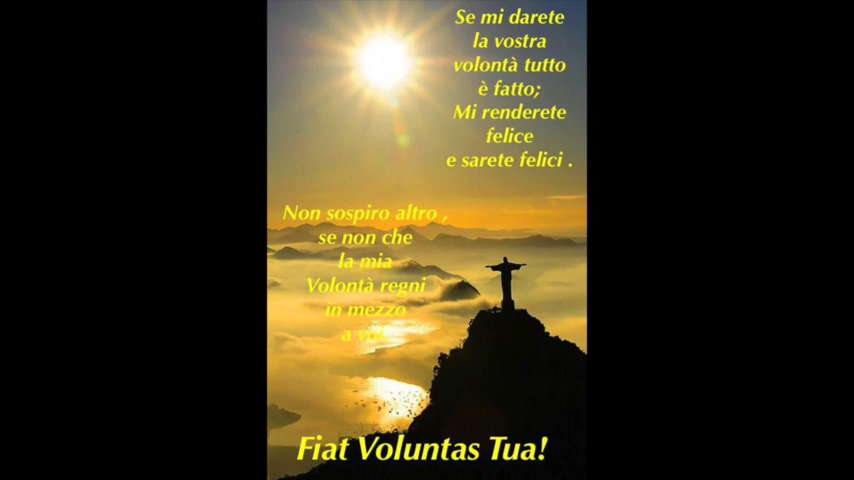 Se mi darete
la vostra
volontà tutto
è fatto;
Mi renderete
felice
e sarete felici .
Non sospiro altro ,
se non che
la mia
Volontà regni
in mezzo
a voi
Fiat Voluntas Tua!